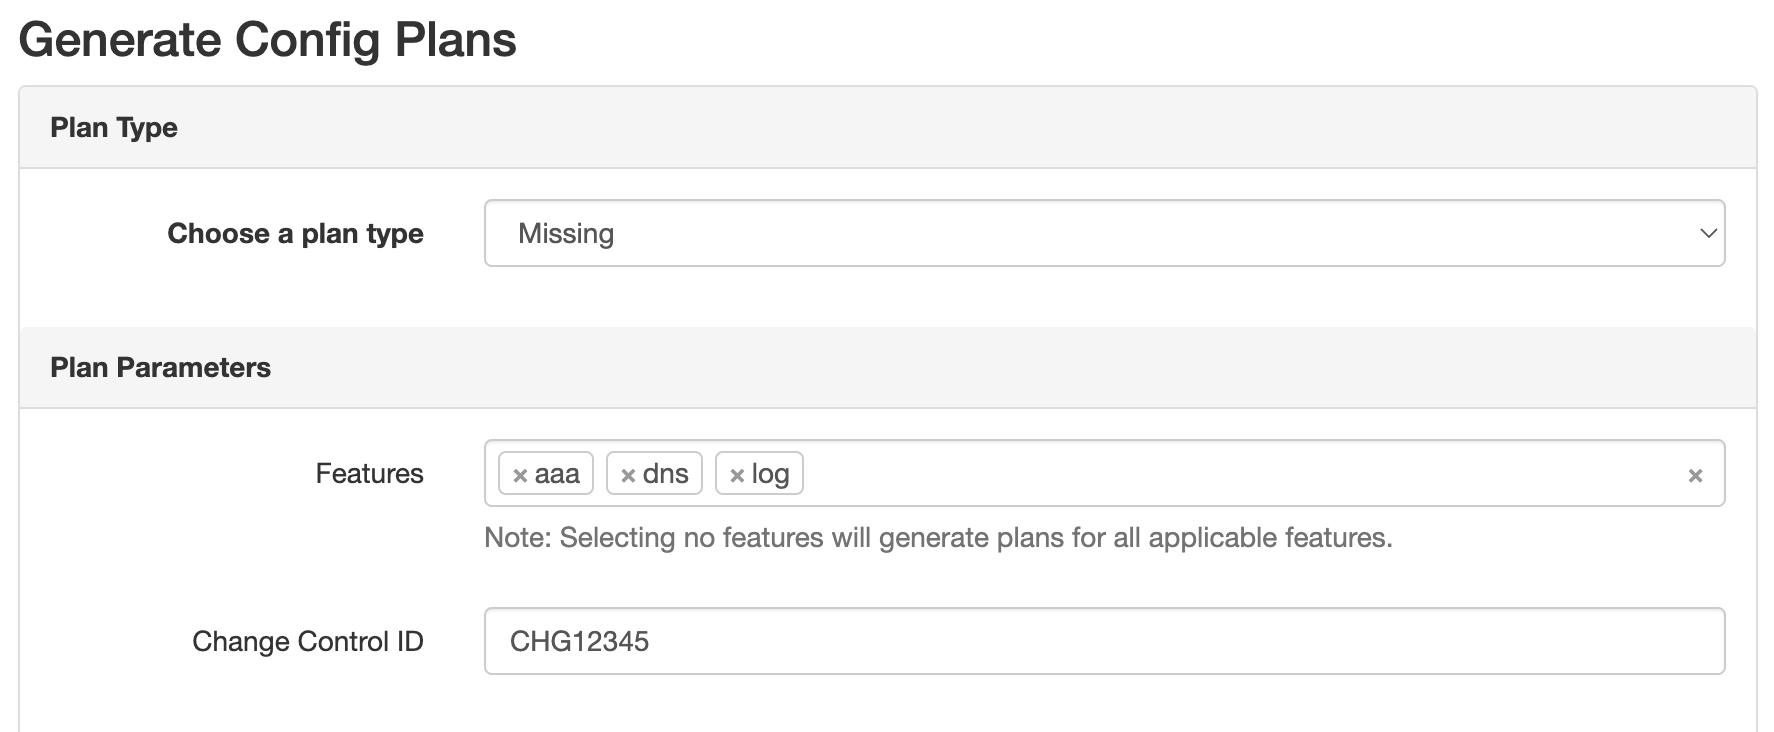 Generate Config Plans
Plan Type
Choose a plan type Missing
Plan Parameters
Features × aaa × dns × log ×
Note: Selecting no features will generate plans for all applicable features.
Change Control ID CHG12345